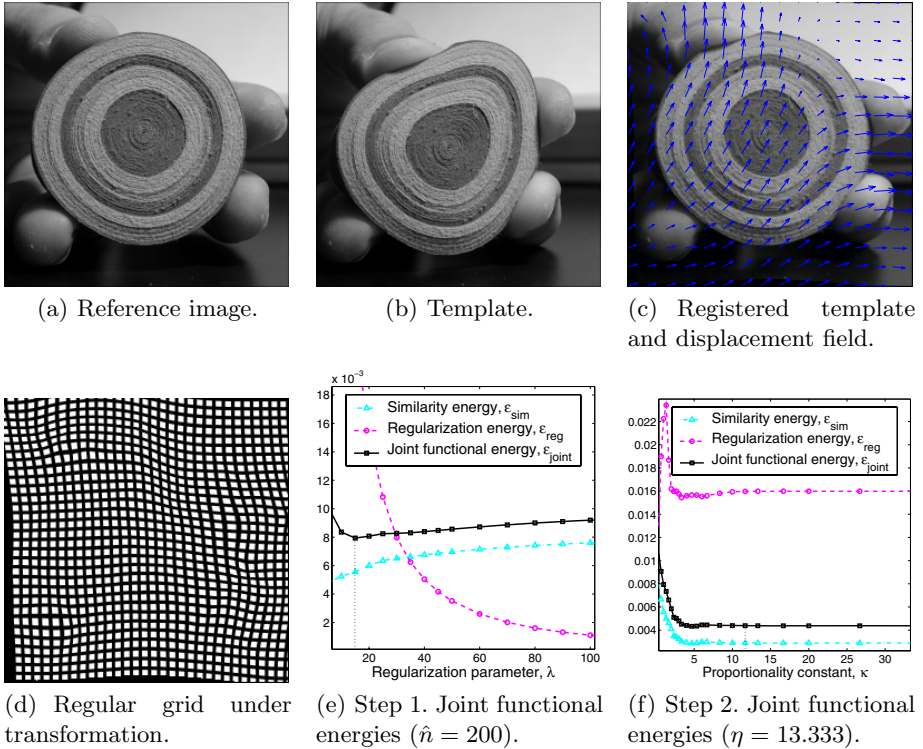 (a) Reference image.
(b) Template.
(c) Registered template
and displacement field.
(d) Regular grid under
transformation.
x 10⁻³
18
16
14
12
10
8
6
4
2
Similarity energy, ε_sim
Regularization energy, ε_reg
Joint functional energy, ε_joint
20 40 60 80 100
Regularization parameter, λ
(e) Step 1. Joint functional
energies (n̂ = 200).
0.022
0.02
0.018
0.016
0.014
0.012
0.01
0.008
0.006
0.004
Similarity energy, ε_sim
Regularization energy, ε_reg
Joint functional energy, ε_joint
5 10 15 20 25 30
Proportionality constant, κ
(f) Step 2. Joint functional
energies (η = 13.333).